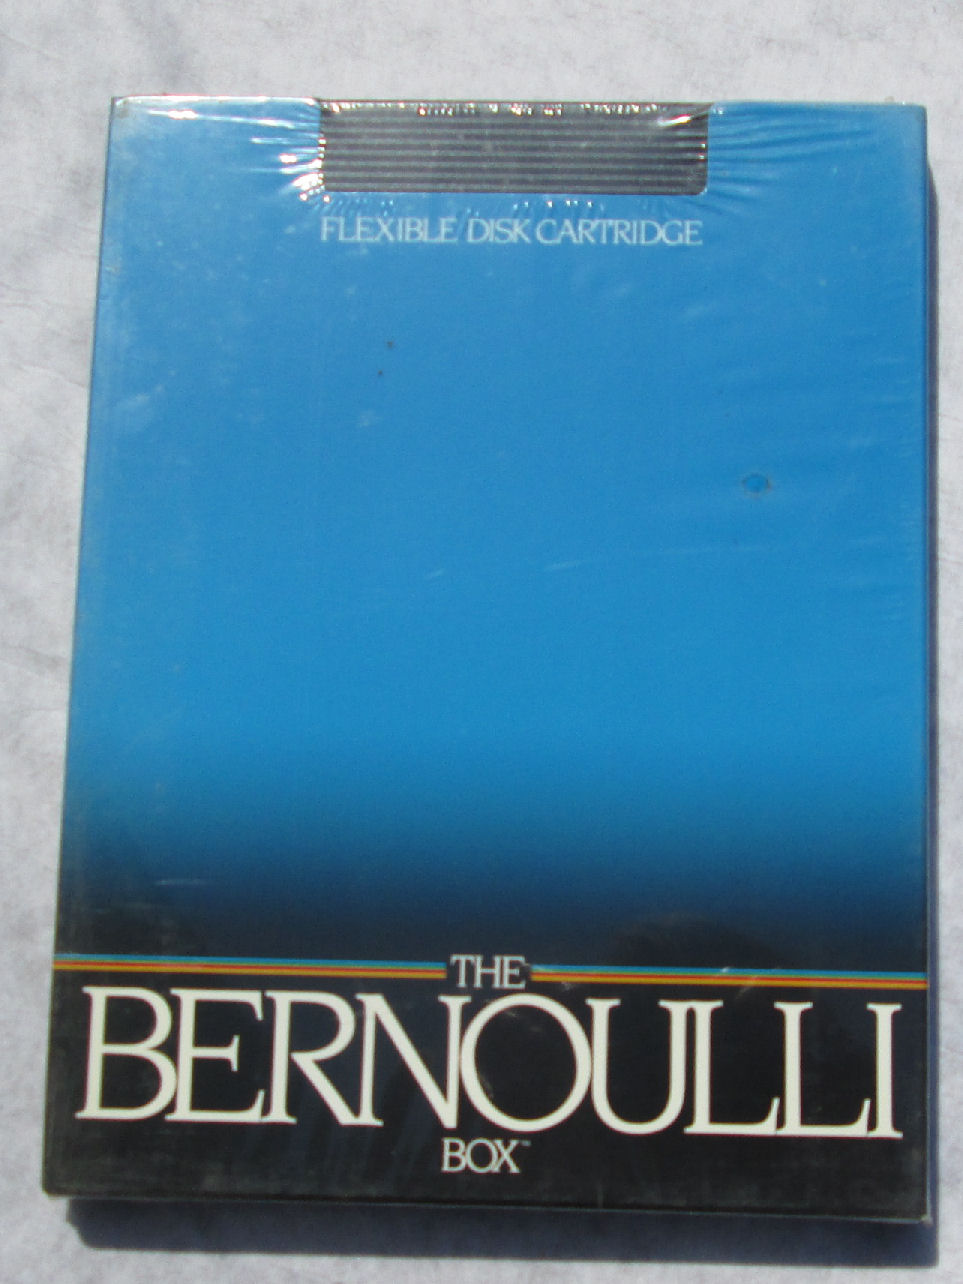 FLEXIBLE DISK CARTRIDGE
THE
BERNOULLI
BOX™